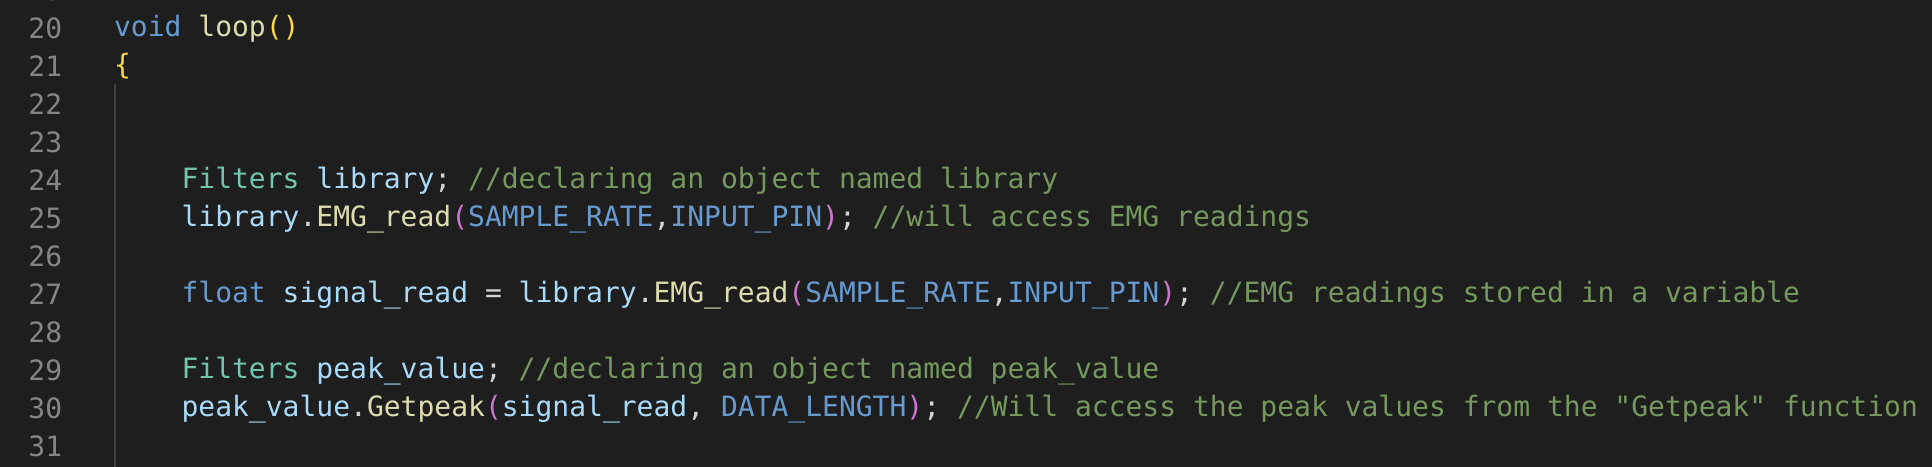 20 void loop()
21 {
22
23
24 Filters library; //declaring an object named library
25 library.EMG_read(SAMPLE_RATE,INPUT_PIN); //will access EMG readings
26
27 float signal_read = library.EMG_read(SAMPLE_RATE,INPUT_PIN); //EMG readings stored in a variable
28
29 Filters peak_value; //declaring an object named peak_value
30 peak_value.Getpeak(signal_read, DATA_LENGTH); //Will access the peak values from the "Getpeak" function
31